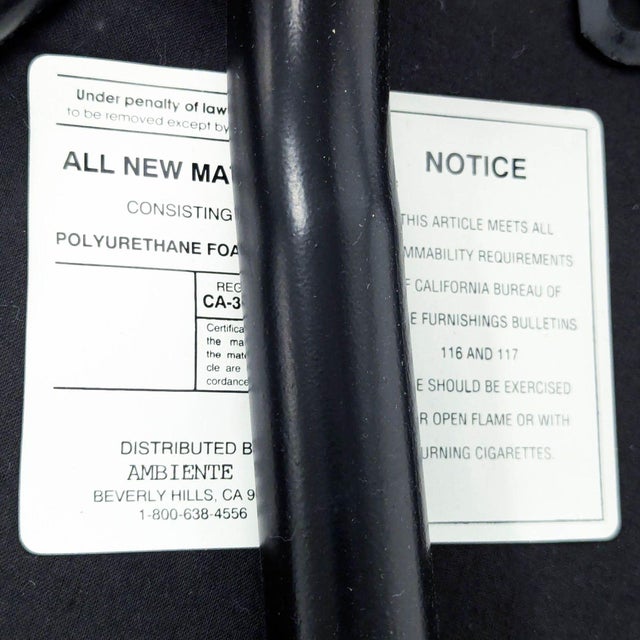 Under penalty of law
to be removed except by
ALL NEW MA
CONSISTING
POLYURETHANE FOA
REG
CA-3
Certifica
the ma
the mate
cle are
cordance
DISTRIBUTED B
AMBIENTE
BEVERLY HILLS, CA 9
1-800-638-4556
NOTICE
THIS ARTICLE MEETS ALL
MMABILITY REQUIREMENTS
F CALIFORNIA BUREAU OF
E FURNISHINGS BULLETINS
116 AND 117
E SHOULD BE EXERCISED
R OPEN FLAME OR WITH
URNING CIGARETTES.